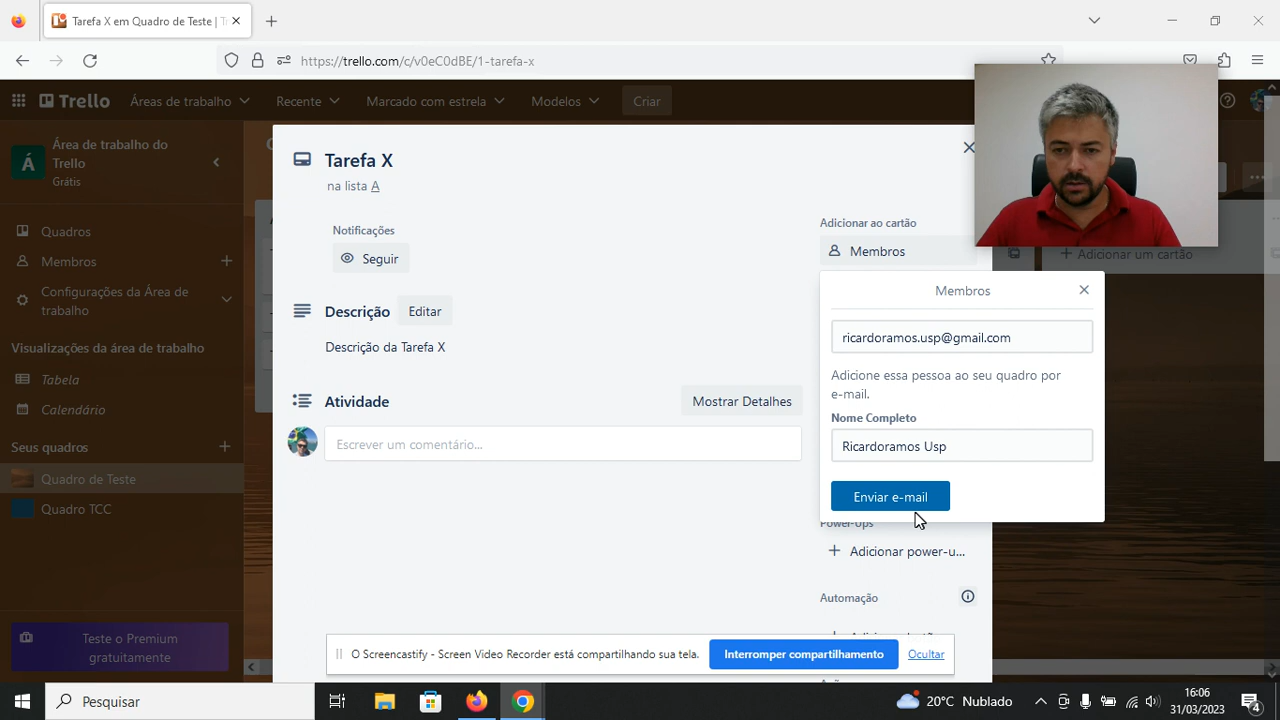 Tarefa X em Quadro de Teste | T
https://trello.com/c/v0eC0dBE/1-tarefa-x
Trello
Áreas de trabalho
Recente
Marcado com estrela
Modelos
Criar
Á
Área de trabalho do
Trello
Grátis
Quadros
Membros
Configurações da Área de
trabalho
Visualizações da área de trabalho
Tabela
Calendário
Seus quadros
Quadro de Teste
Quadro TCC
Teste o Premium
gratuitamente
Tarefa X
na lista A
Notificações
Seguir
Descrição
Editar
Descrição da Tarefa X
Atividade
Mostrar Detalhes
Escrever um comentário...
Adicionar ao cartão
Membros
Adicionar um cartão
Membros
ricardoramos.usp@gmail.com
Adicione essa pessoa ao seu quadro por
e-mail.
Nome Completo
Ricardoramos Usp
Enviar e-mail
Power-Ups
Adicionar power-u...
Automação
O Screencastify - Screen Video Recorder está compartilhando sua tela.
Interromper compartilhamento
Ocultar
Pesquisar
20°C Nublado
16:06
31/03/2023
4